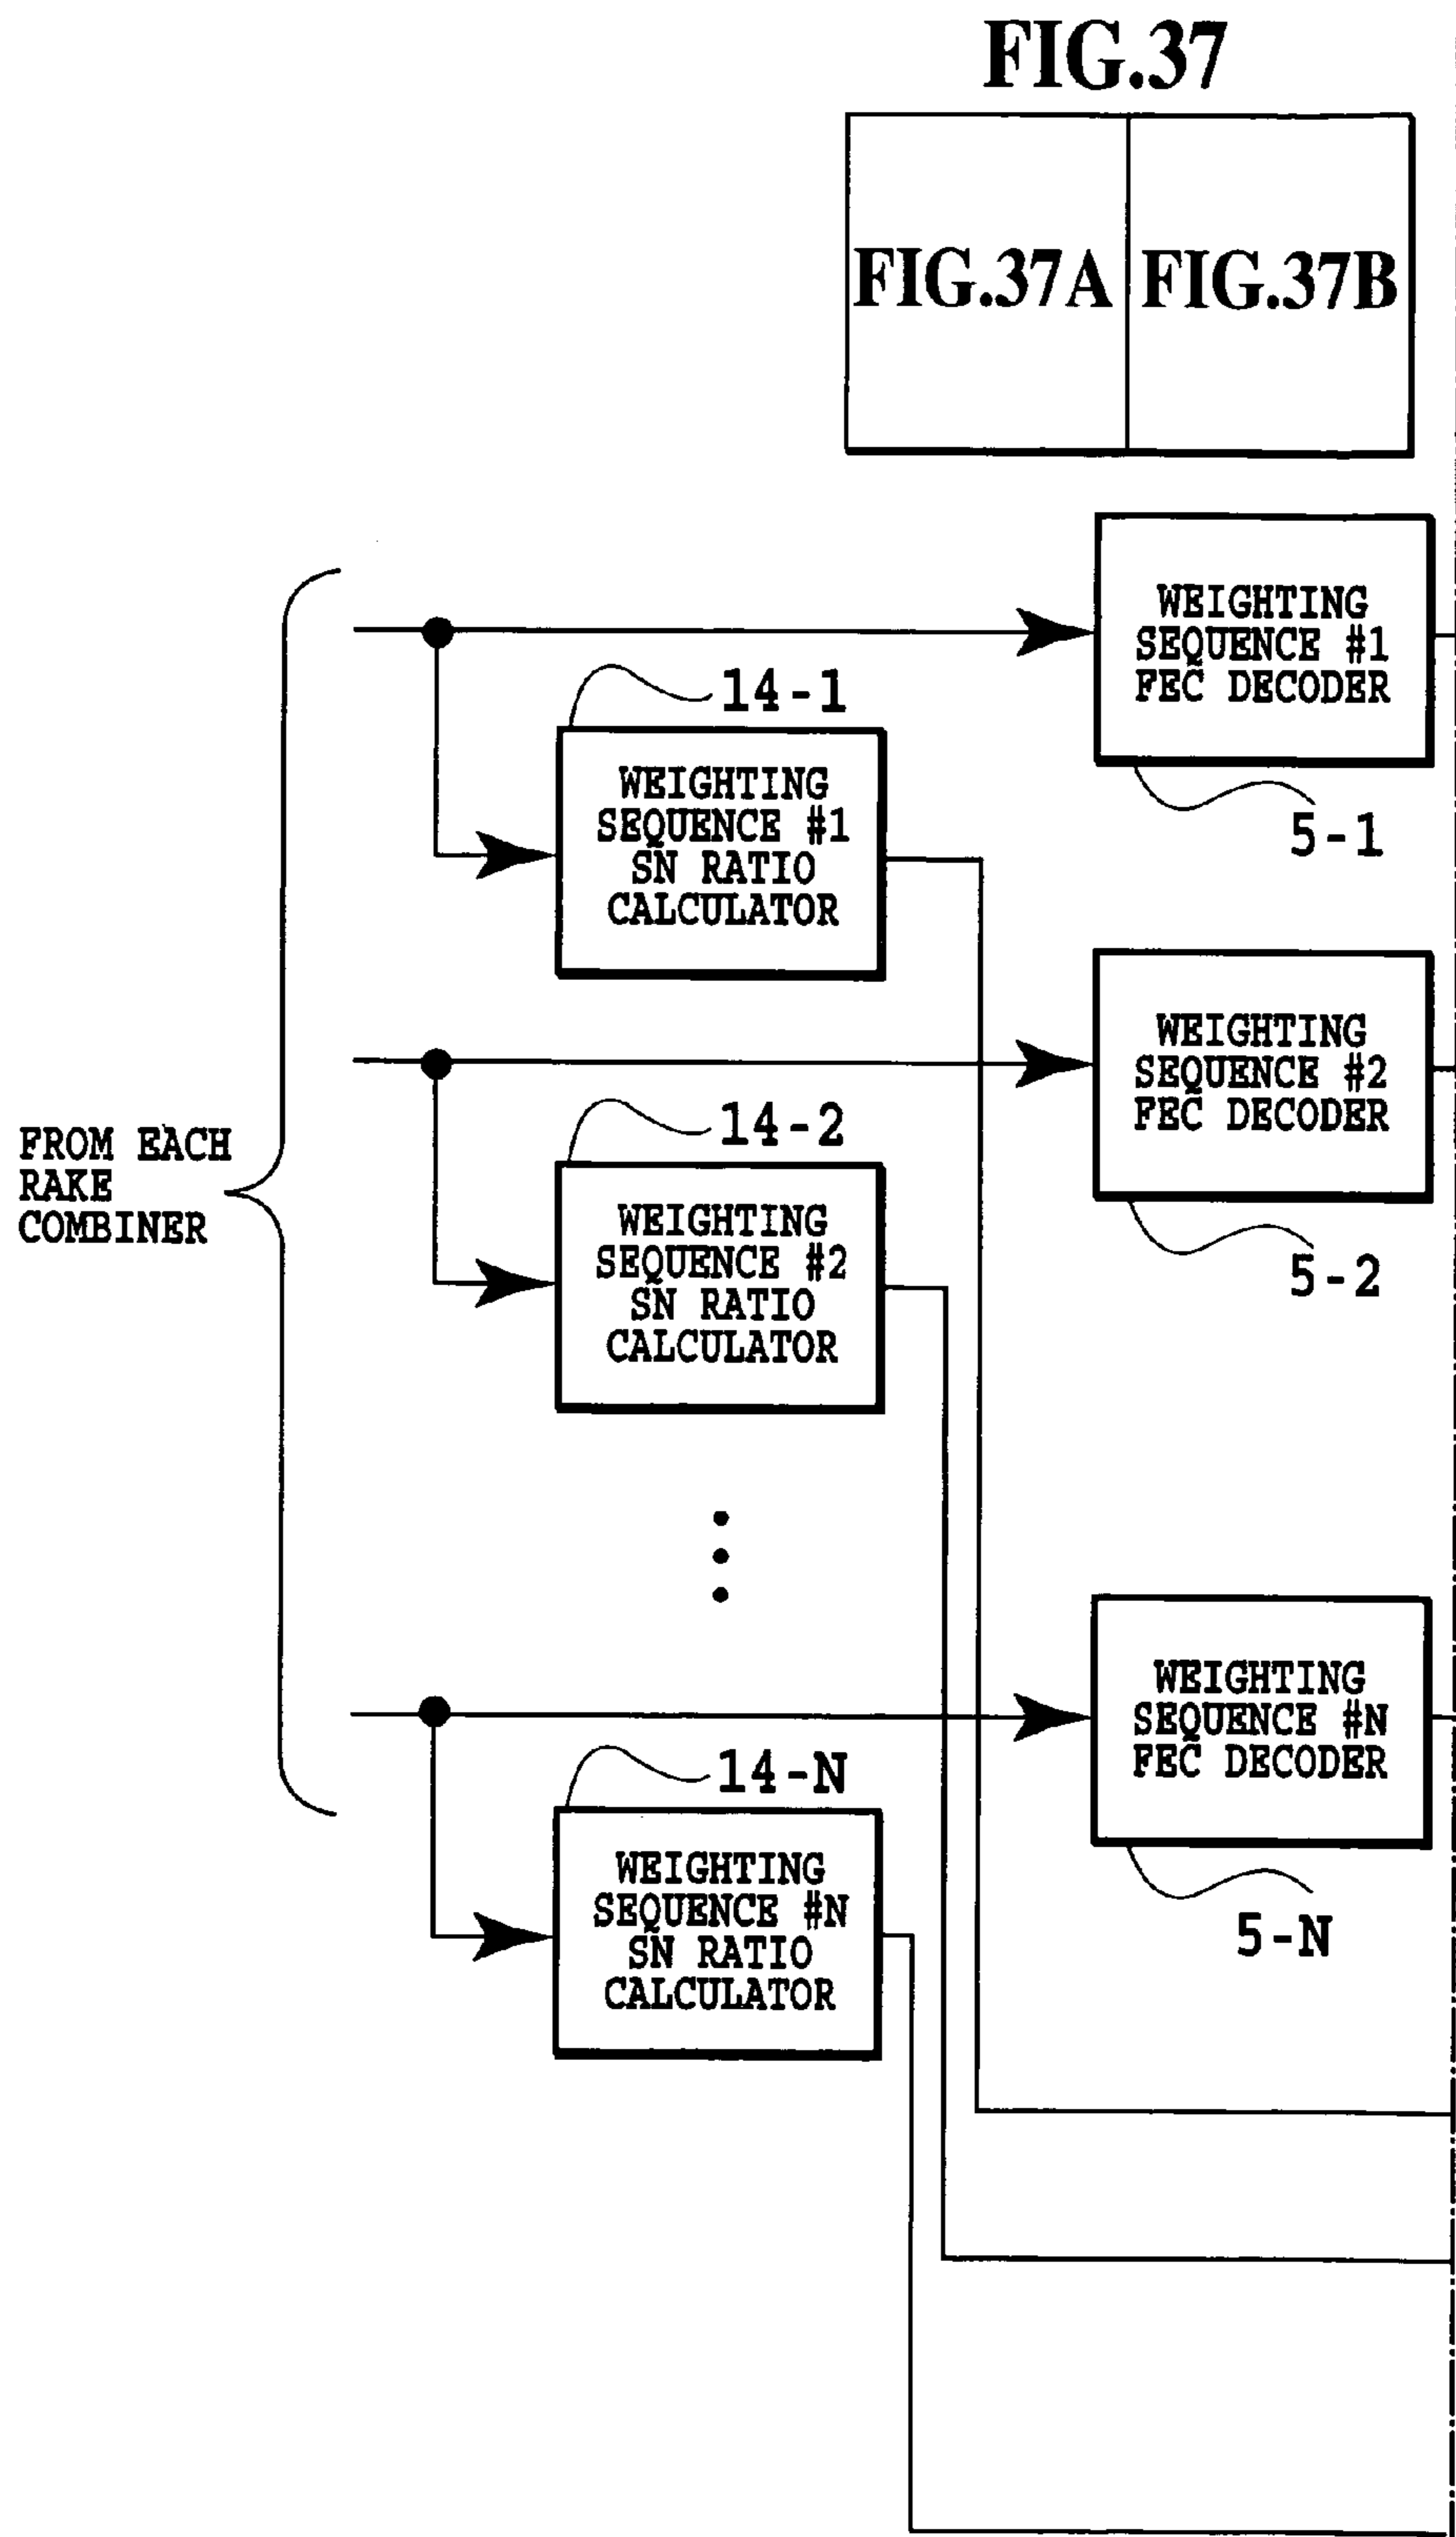 FIG.37
FIG.37A
FIG.37B
WEIGHTING
SEQUENCE #1
FEC DECODER
5-1
14-1
WEIGHTING
SEQUENCE #1
SN RATIO
CALCULATOR
WEIGHTING
SEQUENCE #2
FEC DECODER
5-2
14-2
WEIGHTING
SEQUENCE #2
SN RATIO
CALCULATOR
FROM EACH
RAKE
COMBINER
WEIGHTING
SEQUENCE #N
FEC DECODER
5-N
14-N
WEIGHTING
SEQUENCE #N
SN RATIO
CALCULATOR